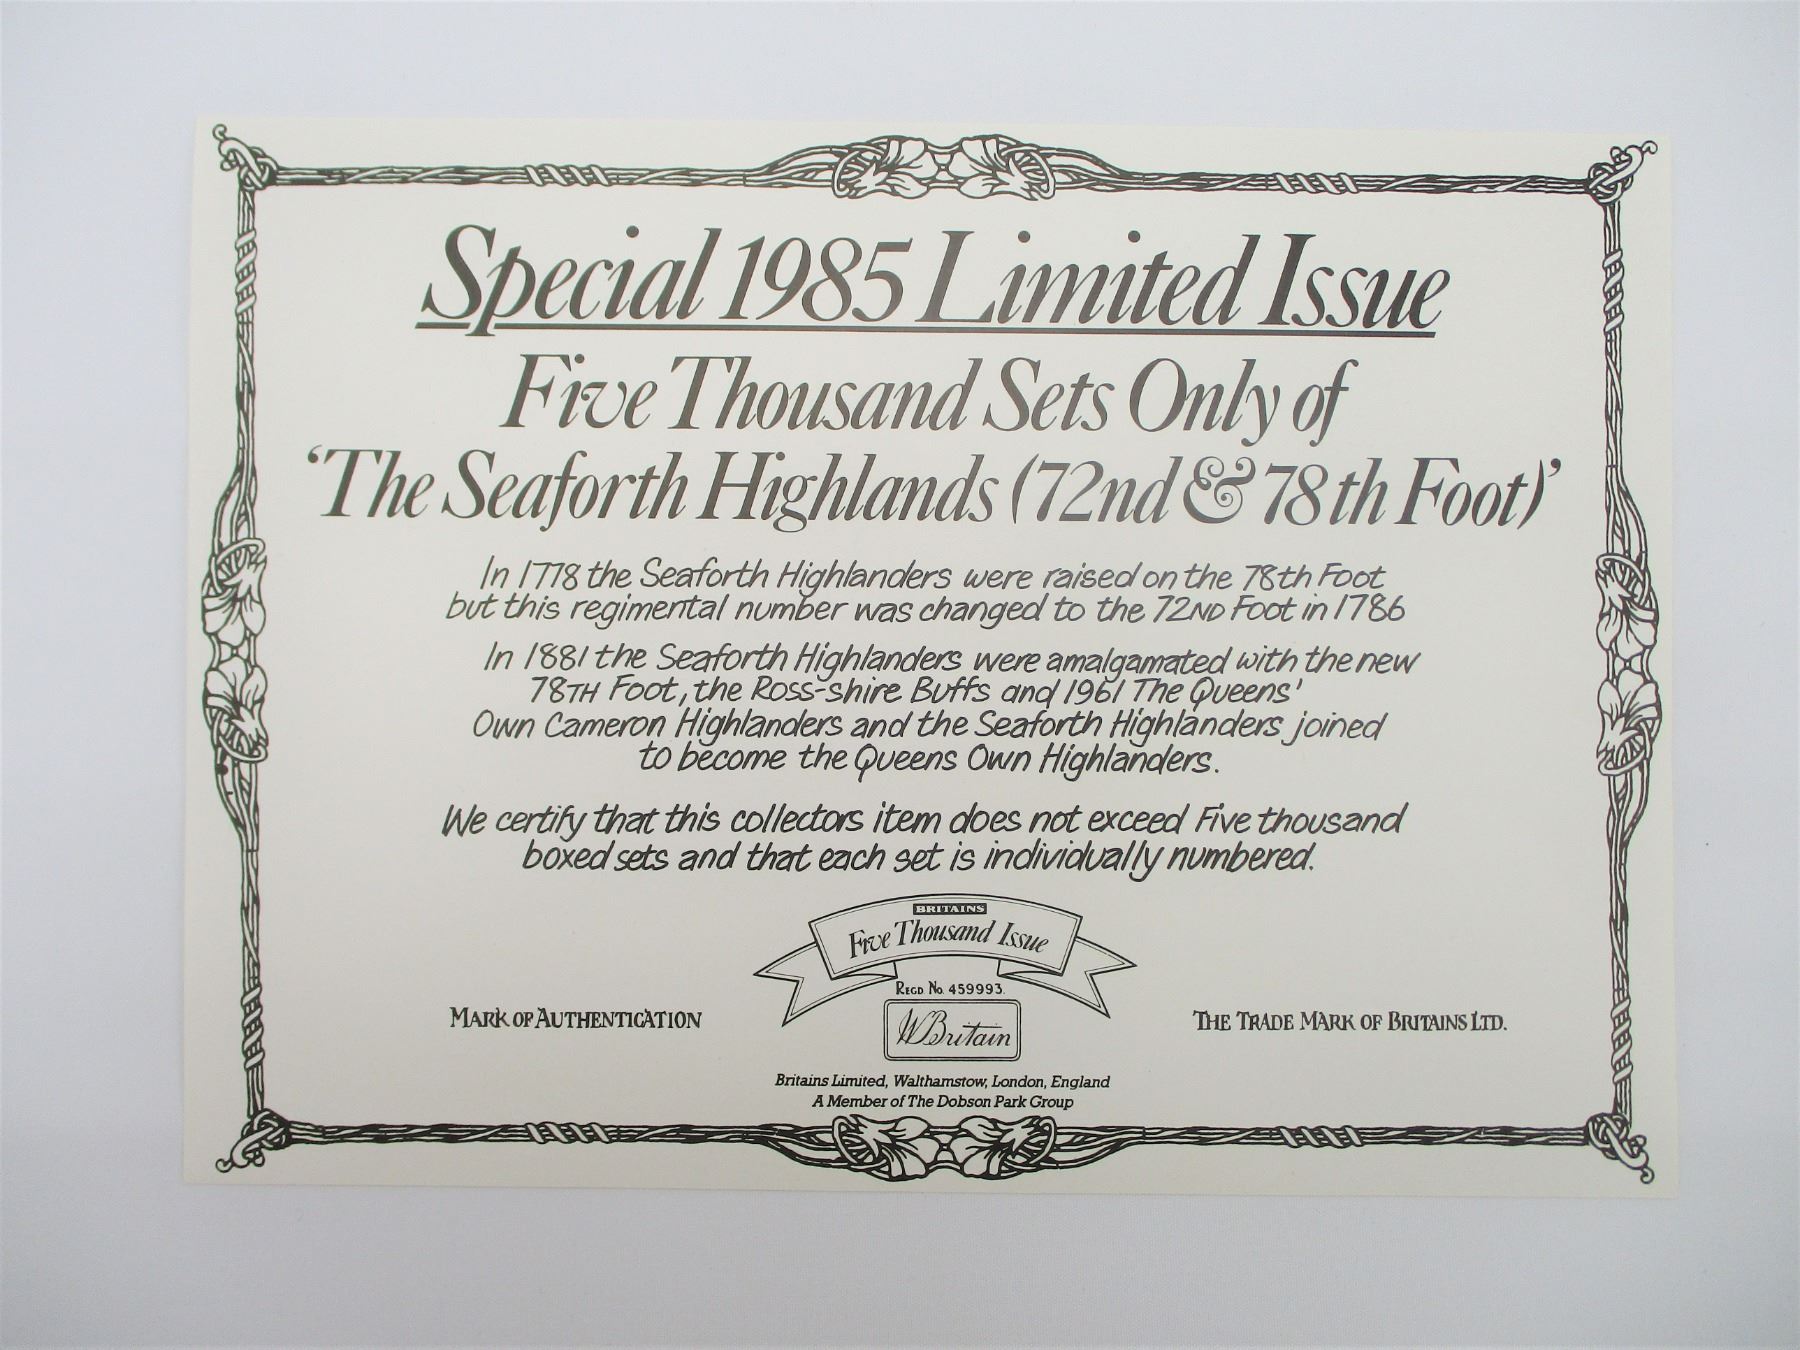 Special 1985 Limited Issue
Five Thousand Sets Only of
'The Seaforth Highlands (72nd & 78th Foot)'
In 1778 the Seaforth Highlanders were raised on the 78th Foot
but this regimental number was changed to the 72ND Foot in 1786
In 1881 the Seaforth Highlanders were amalgamated with the new
78TH Foot, the Ross-shire Buffs and 1961 The Queens'
Own Cameron Highlanders and the Seaforth Highlanders joined
to become the Queens Own Highlanders.
We certify that this collectors item does not exceed Five thousand
boxed sets and that each set is individually numbered.
BRITAINS
Five Thousand Issue
REGD No. 459993.
MARK OF AUTHENTICATION
WBritain
THE TRADE MARK OF BRITAINS LTD.
Britains Limited, Walthamstow, London, England
A Member of The Dobson Park Group